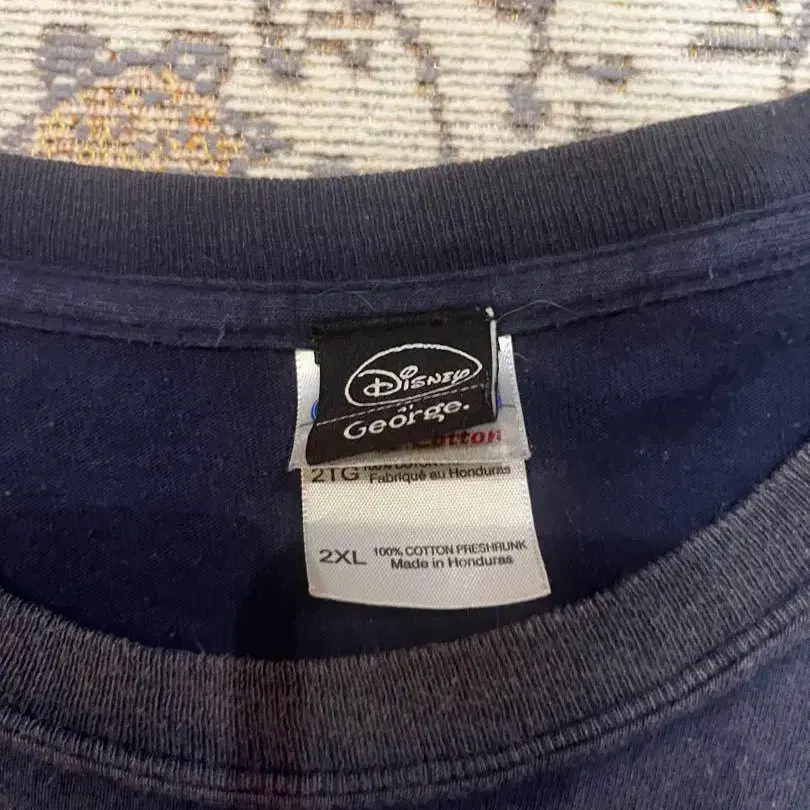 Disney
George.
Cotton
2TG
Fabriqué au Honduras
2XL 100% COTTON PRESHRUNK
Made in Honduras